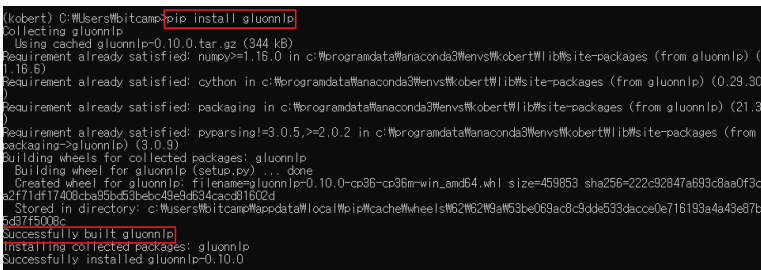 (kobert) C:₩Users₩bitcamp>pip install gluonnlp
Collecting gluonnlp
  Using cached gluonnlp-0.10.0.tar.gz (344 kB)
Requirement already satisfied: numpy>=1.16.0 in c:₩programdata₩anaconda3₩envs₩kobert₩lib₩site-packages (from gluonnlp) (
1.16.6)
Requirement already satisfied: cython in c:₩programdata₩anaconda3₩envs₩kobert₩lib₩site-packages (from gluonnlp) (0.29.30
)
Requirement already satisfied: packaging in c:₩programdata₩anaconda3₩envs₩kobert₩lib₩site-packages (from gluonnlp) (21.3
)
Requirement already satisfied: pyparsing!=3.0.5,>=2.0.2 in c:₩programdata₩anaconda3₩envs₩kobert₩lib₩site-packages (from
packaging->gluonnlp) (3.0.9)
Building wheels for collected packages: gluonnlp
  Building wheel for gluonnlp (setup.py) ... done
  Created wheel for gluonnlp: filename=gluonnlp-0.10.0-cp36-cp36m-win_amd64.whl size=459853 sha256=222c92847a693c8aa0f3c
a2f71df17408cba95bd53bebc49e9d634cacd81602d
  Stored in directory: c:₩users₩bitcamp₩appdata₩local₩pip₩cache₩wheels₩62₩62₩9a₩53be069ac8c9dde533dacce0e716193a4a43e87b
5d37f5008c
Successfully built gluonnlp
Installing collected packages: gluonnlp
Successfully installed gluonnlp-0.10.0